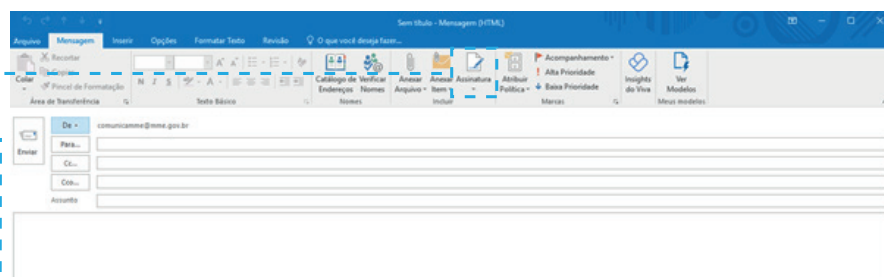 Sem título - Mensagem (HTML)
Arquivo Mensagem Inserir Opções Formatar Texto Revisão O que você deseja fazer...
Colar Recortar Copiar Pincel de Formatação
N I S A A A
Catálogo de Endereços Verificar Nomes
Anexar Arquivo Anexar Item Assinatura
Atribuir Política Acompanhamento
! Alta Prioridade
Baixa Prioridade
Insights do Viva
Ver Modelos
Área de Transferência Texto Básico Nomes Incluir Marcas Meus modelos
Enviar
De comunicamme@mme.gov.br
Para...
Cc...
Cco...
Assunto